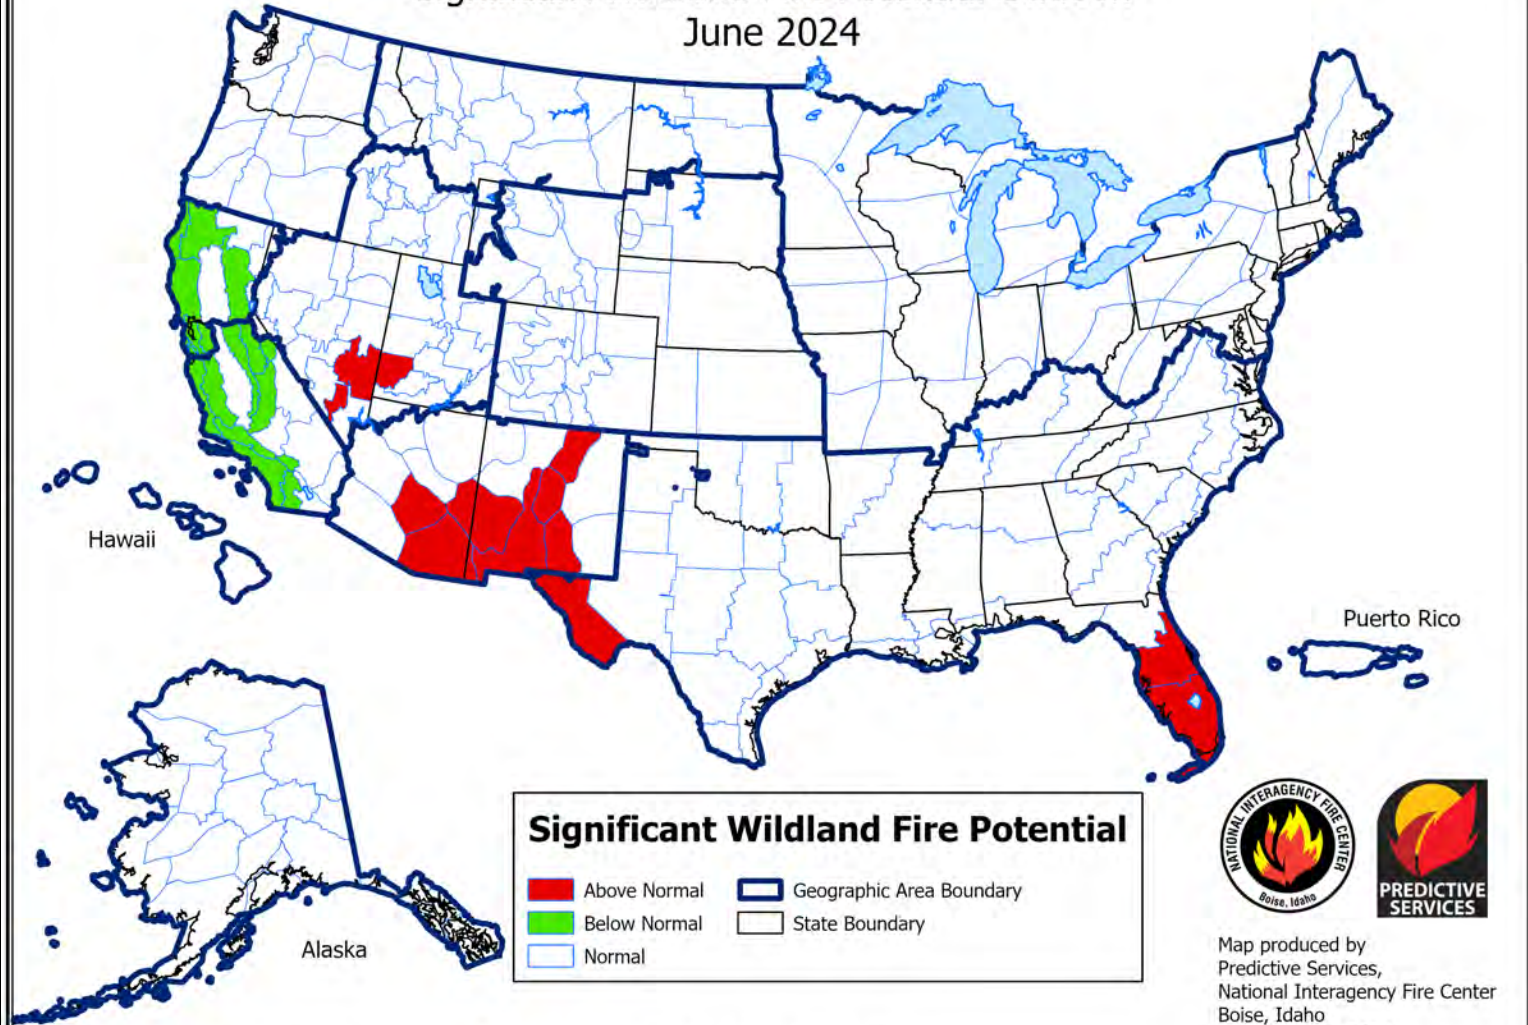 June 2024
Hawaii
Puerto Rico
Alaska
Significant Wildland Fire Potential
Above Normal
Below Normal
Normal
Geographic Area Boundary
State Boundary
NATIONAL INTERAGENCY FIRE CENTER
Boise, Idaho
PREDICTIVE
SERVICES
Map produced by
Predictive Services,
National Interagency Fire Center
Boise, Idaho